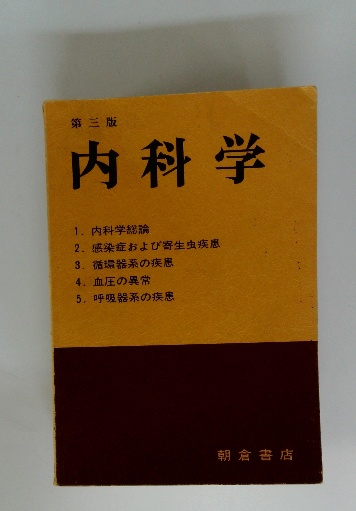 第三版
内科学
1. 内科学総論
2. 感染症および寄生虫疾患
3. 循環器系の疾患
4. 血圧の異常
5. 呼吸器系の疾患
朝倉書店